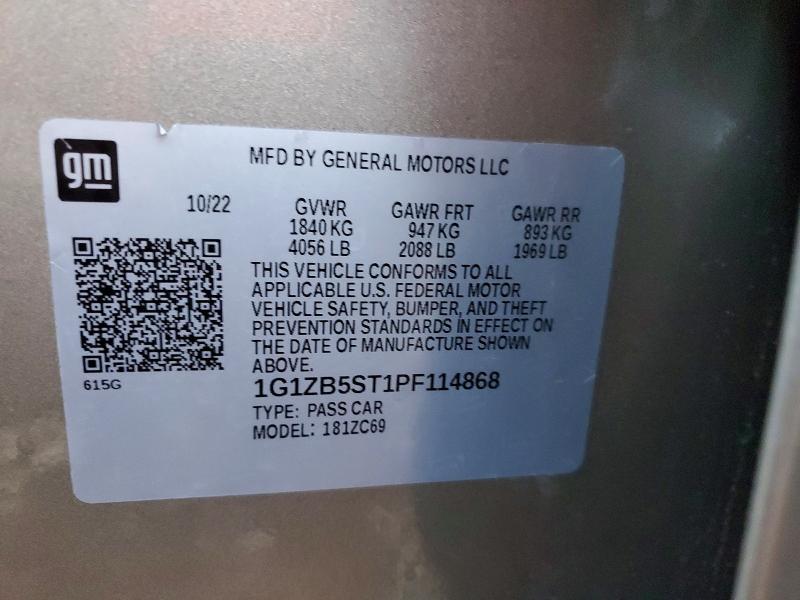 gm
MFD BY GENERAL MOTORS LLC
10/22
GVWR GAWR FRT GAWR RR
1840 KG 947 KG 893 KG
4056 LB 2088 LB 1969 LB
THIS VEHICLE CONFORMS TO ALL
APPLICABLE U.S. FEDERAL MOTOR
VEHICLE SAFETY, BUMPER, AND THEFT
PREVENTION STANDARDS IN EFFECT ON
THE DATE OF MANUFACTURE SHOWN
ABOVE.
615G
1G1ZB5ST1PF114868
TYPE: PASS CAR
MODEL: 181ZC69